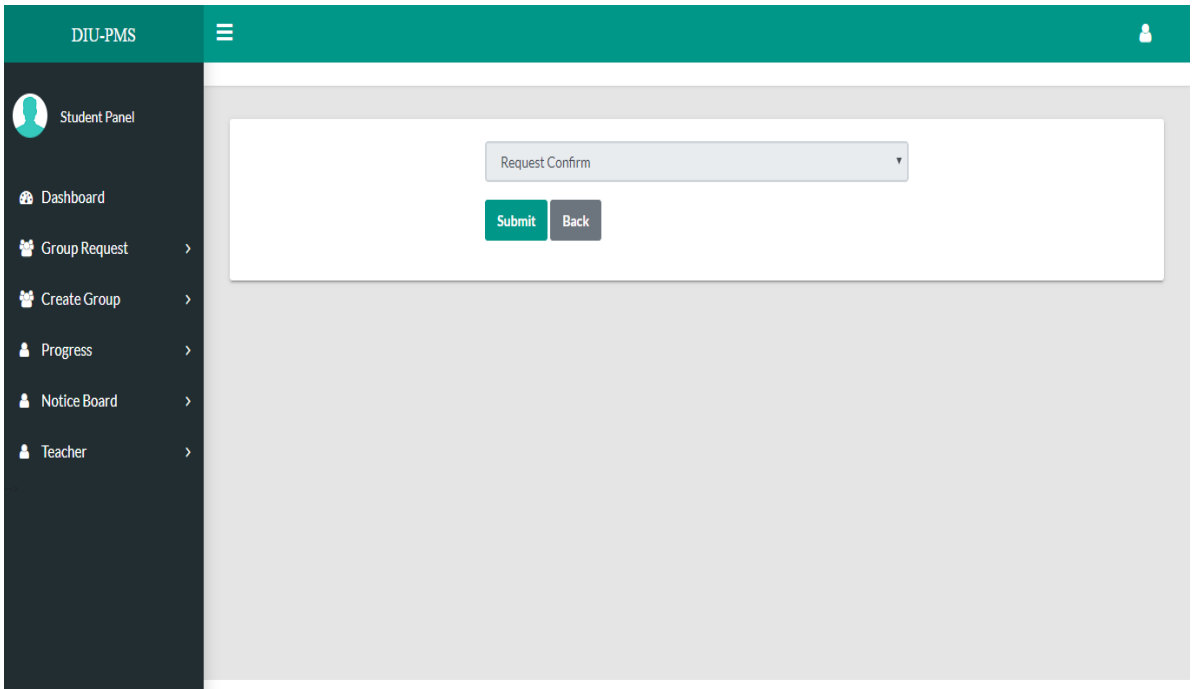 DIU-PMS
Student Panel
Dashboard
Group Request
Create Group
Progress
Notice Board
Teacher
Request Confirm
Submit Back